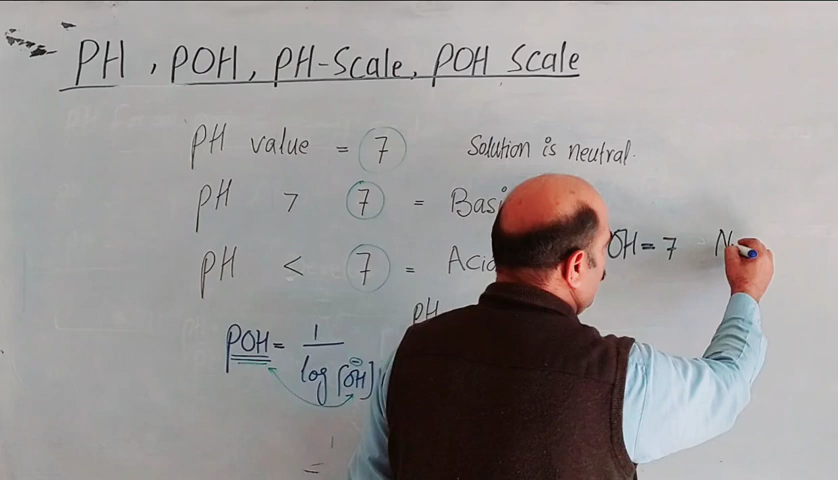 PH, POH, PH-Scale, POH Scale
PH value = 7 Solution is neutral.
PH > 7 = Basi
PH < 7 = Acid
OH = 7 N
PH
POH = 1
log [OH⊖]
=